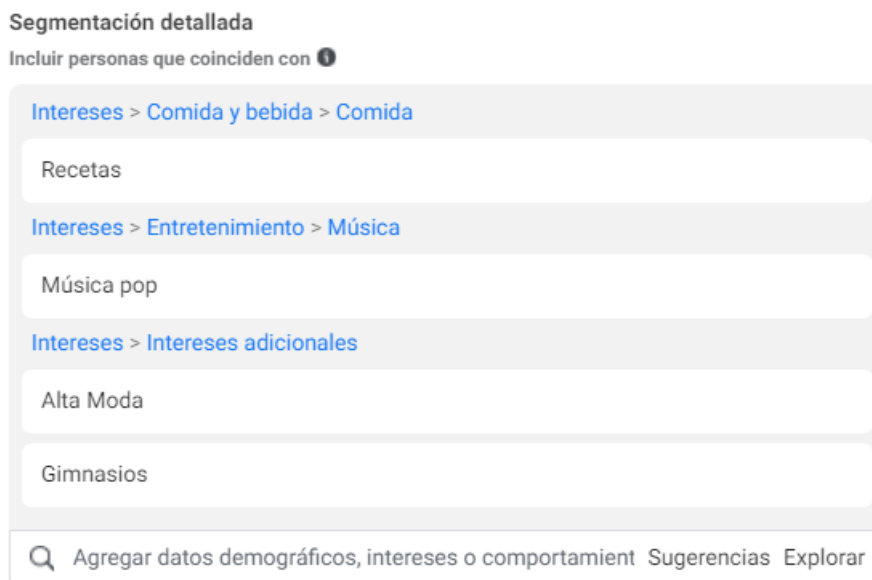 Segmentación detallada
Incluir personas que coinciden con
Intereses > Comida y bebida > Comida
Recetas
Intereses > Entretenimiento > Música
Música pop
Intereses > Intereses adicionales
Alta Moda
Gimnasios
Agregar datos demográficos, intereses o comportamient Sugerencias Explorar